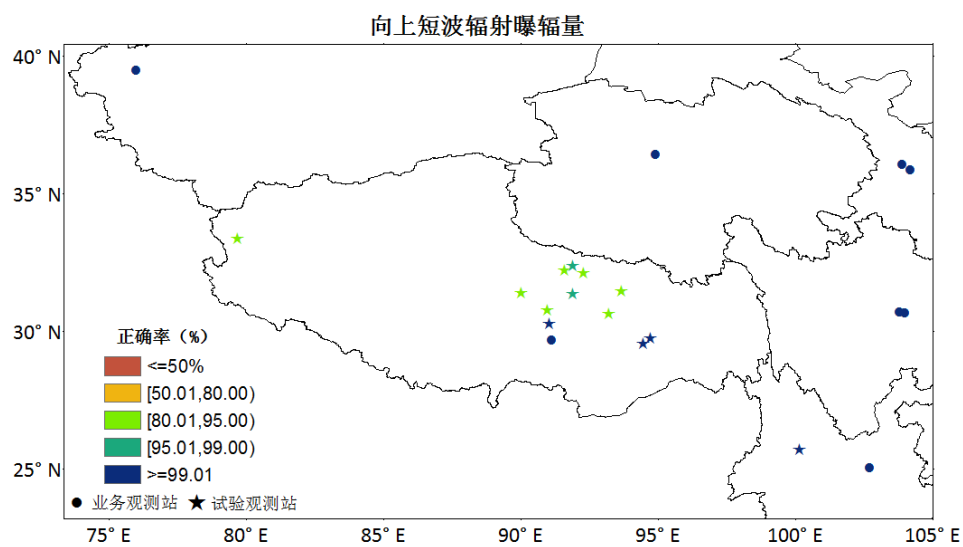 向上短波辐射曝辐量
40° N
35° N
30° N
25° N
正确率（%）
<=50%
[50.01,80.00)
[80.01,95.00)
[95.01,99.00)
>=99.01
业务观测站 试验观测站
75° E 80° E 85° E 90° E 95° E 100° E 105° E